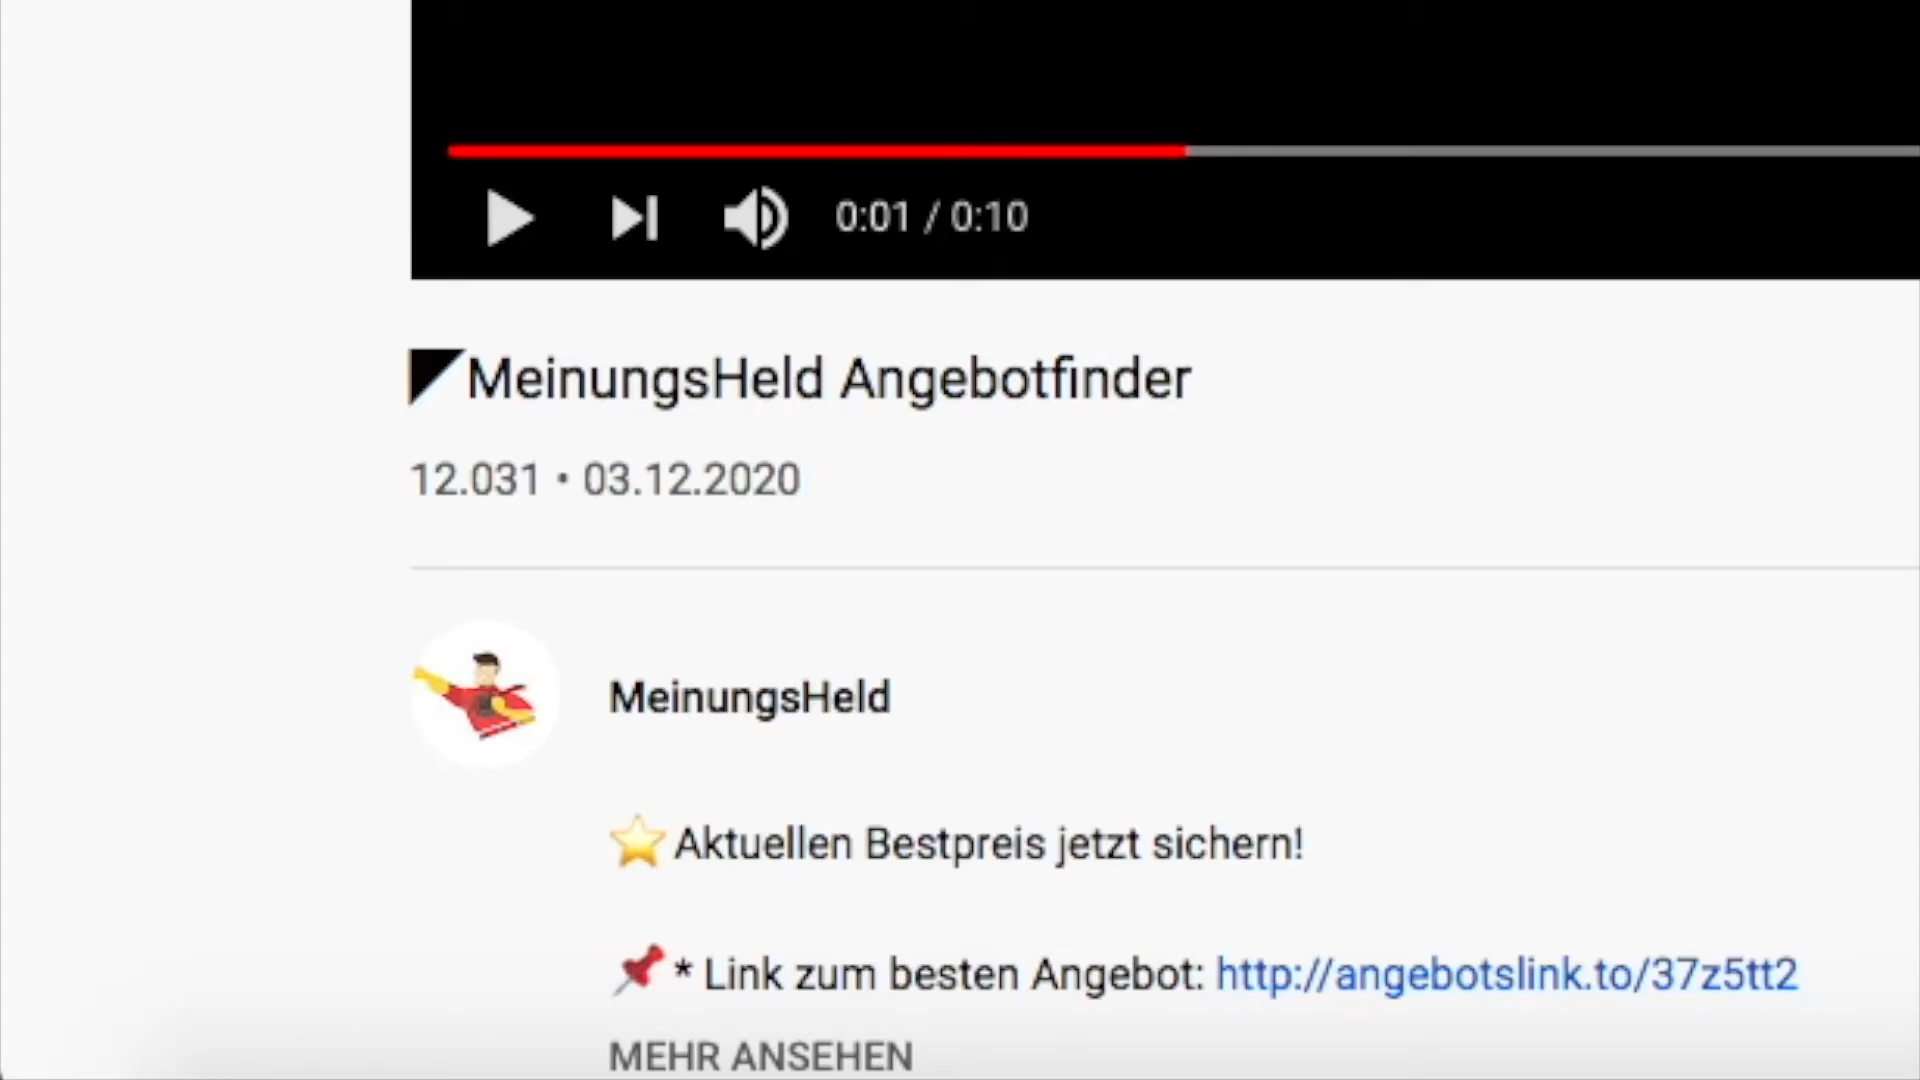 0:01 / 0:10
MeinungsHeld Angebotfinder
12.031 • 03.12.2020
MeinungsHeld
⭐Aktuellen Bestpreis jetzt sichern!
📌* Link zum besten Angebot: http://angebotslink.to/37z5tt2
MEHR ANSEHEN